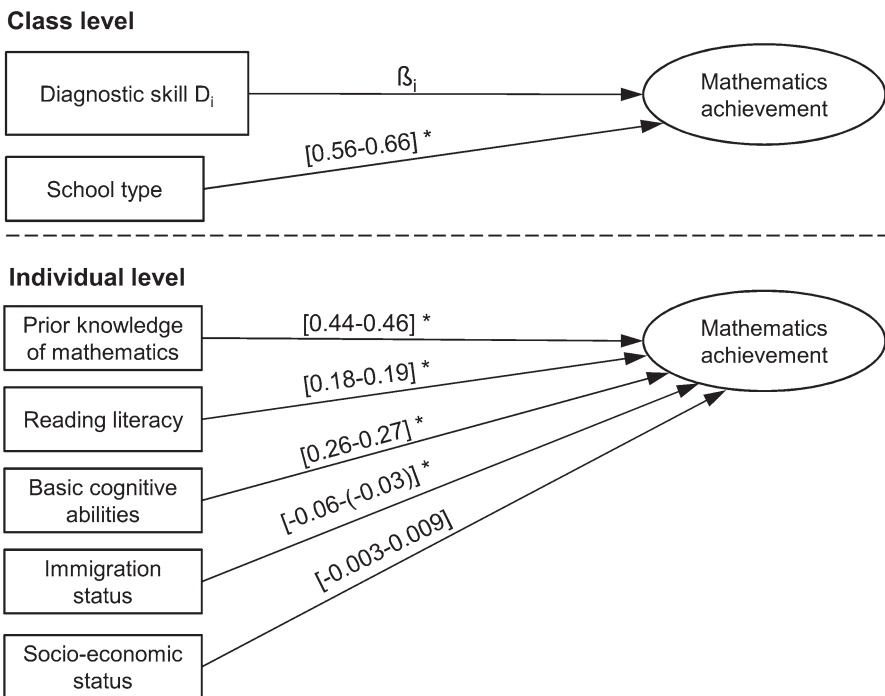 Class level
Diagnostic skill Di
ßi
Mathematics
achievement
[0.56-0.66] *
School type
Individual level
Prior knowledge
of mathematics
[0.44-0.46] *
Mathematics
achievement
Reading literacy
[0.18-0.19] *
Basic cognitive
abilities
[0.26-0.27] *
Immigration
status
[-0.06-(-0.03)] *
Socio-economic
status
[-0.003-0.009]